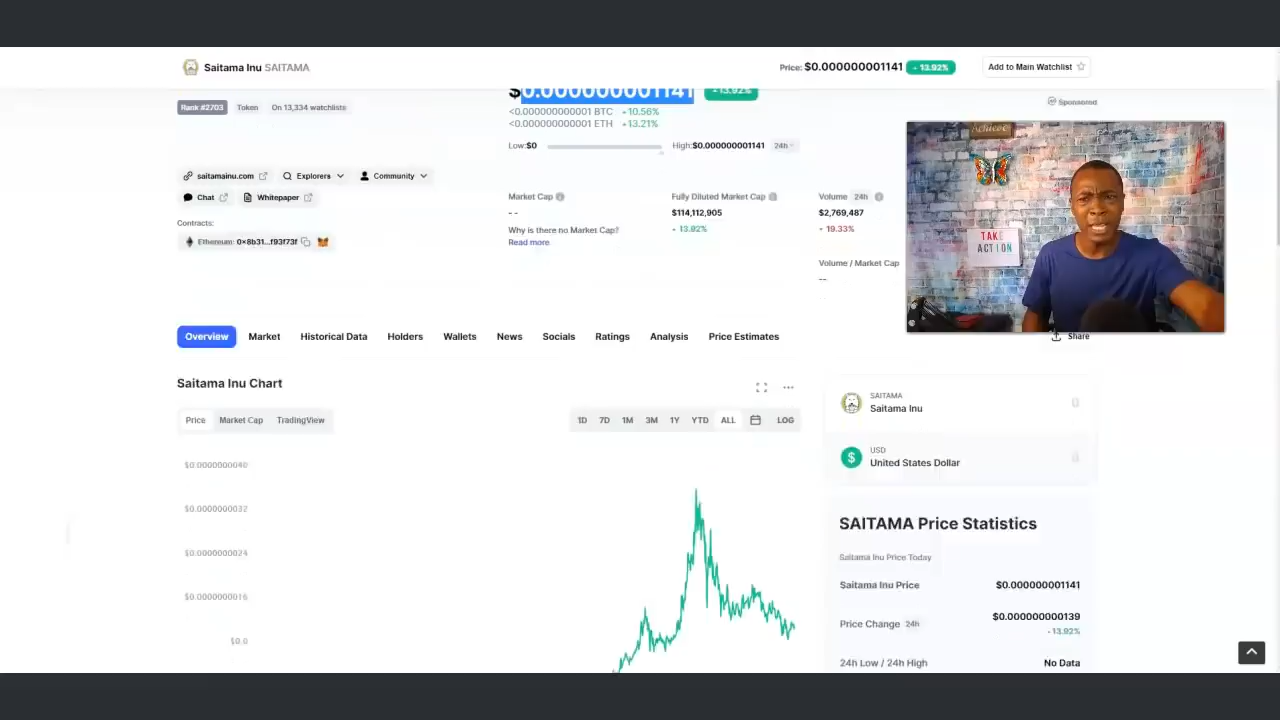 Saitama Inu SAITAMA
Price: $0.000000001141 13.92%
Add to Main Watchlist
$0.000000001141 13.92%
Rank #2703 Token On 13,334 watchlists
Sponsored
<0.000000000001 BTC 10.56%
<0.000000000001 ETH 13.21%
Low: $0 High: $0.000000001141 24h
saitamainu.com Explorers Community
Chat Whitepaper
Contracts:
Ethereum: 0x8b31...f93f73f
Market Cap
- -
Why is there no Market Cap?
Read more
Fully Diluted Market Cap
$114,112,905
13.92%
Volume 24h
$2,769,487
19.33%
Volume / Market Cap
--
TAKE
ACTION
Overview Market Historical Data Holders Wallets News Socials Ratings Analysis Price Estimates
Share
Saitama Inu Chart
Price Market Cap TradingView
1D 7D 1M 3M 1Y YTD ALL LOG
$0.0000000040
$0.0000000032
$0.0000000024
$0.0000000016
$0.0
SAITAMA
Saitama Inu
USD
United States Dollar
SAITAMA Price Statistics
Saitama Inu Price Today
Saitama Inu Price $0.000000001141
Price Change 24h $0.000000000139
13.92%
24h Low / 24h High No Data